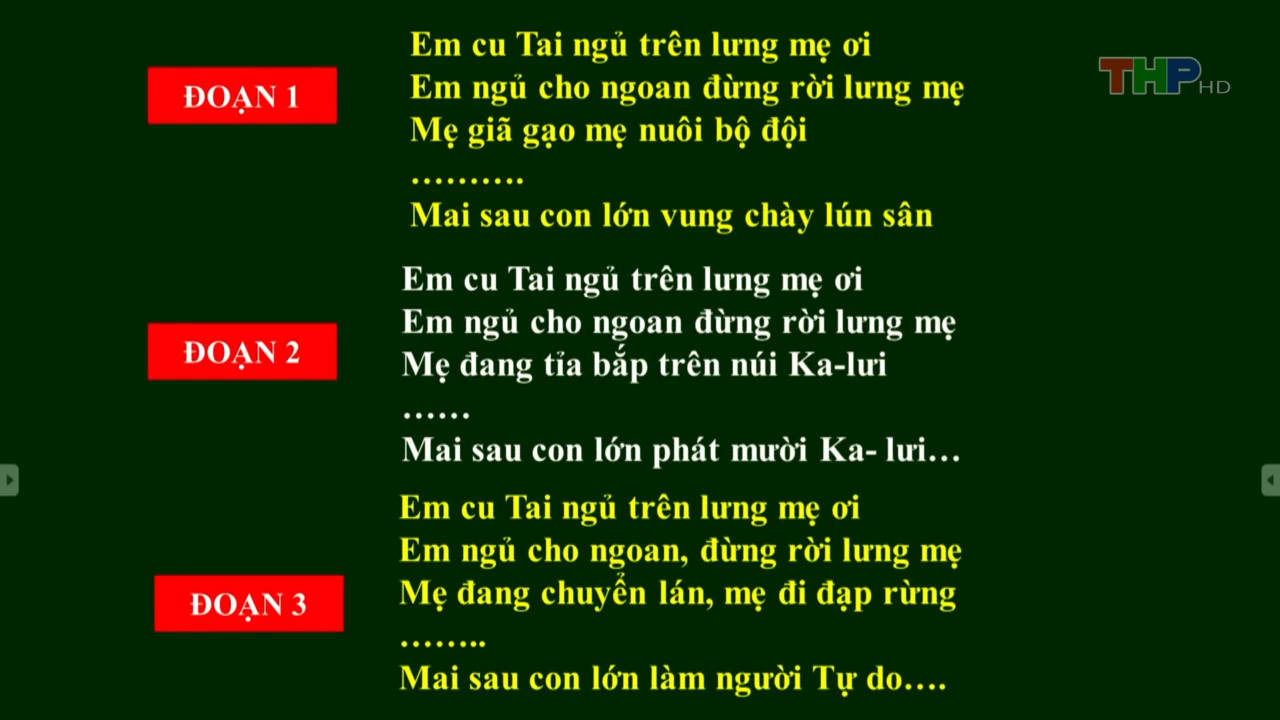 ĐOẠN 1
Em cu Tai ngủ trên lưng mẹ ơi
Em ngủ cho ngoan đừng rời lưng mẹ
Mẹ giã gạo mẹ nuôi bộ đội
……….
Mai sau con lớn vung chày lún sân
THP HD
ĐOẠN 2
Em cu Tai ngủ trên lưng mẹ ơi
Em ngủ cho ngoan đừng rời lưng mẹ
Mẹ đang tỉa bắp trên núi Ka-lưi
……
Mai sau con lớn phát mười Ka- lưi…
ĐOẠN 3
Em cu Tai ngủ trên lưng mẹ ơi
Em ngủ cho ngoan, đừng rời lưng mẹ
Mẹ đang chuyển lán, mẹ đi đạp rừng
……..
Mai sau con lớn làm người Tự do….